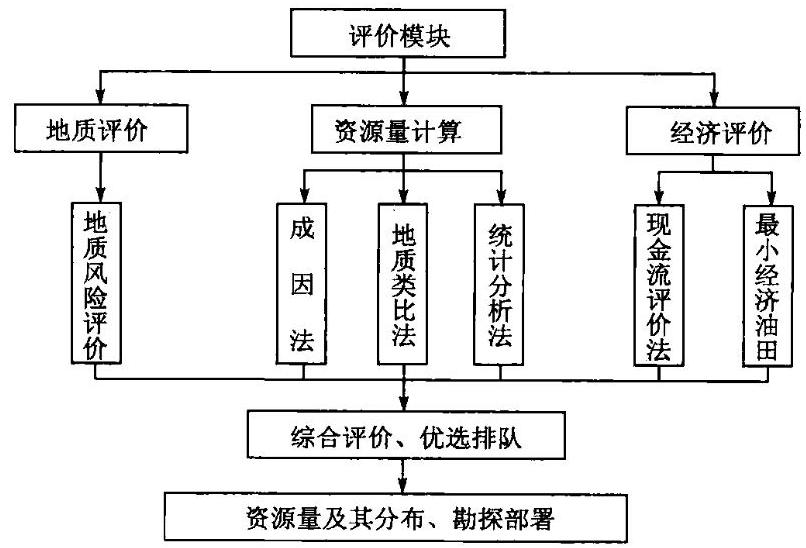 评价模块
地质评价
资源量计算
经济评价
地质风险评价
成因法
地质类比法
统计分析法
现金流评价法
最小经济油田
综合评价、优选排队
资源量及其分布、勘探部署